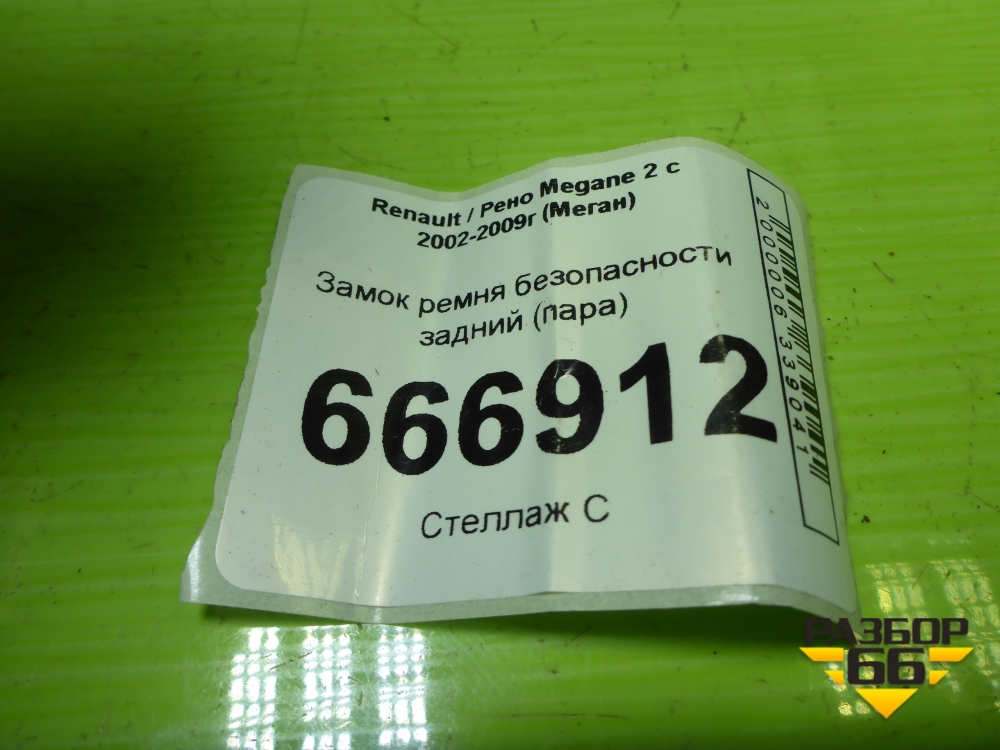 Renault / Рено Megane 2 с
2002-2009г (Меган)
Замок ремня безопасности
задний (пара)
666912
Стеллаж С
2000006339041
РАЗБОР
66